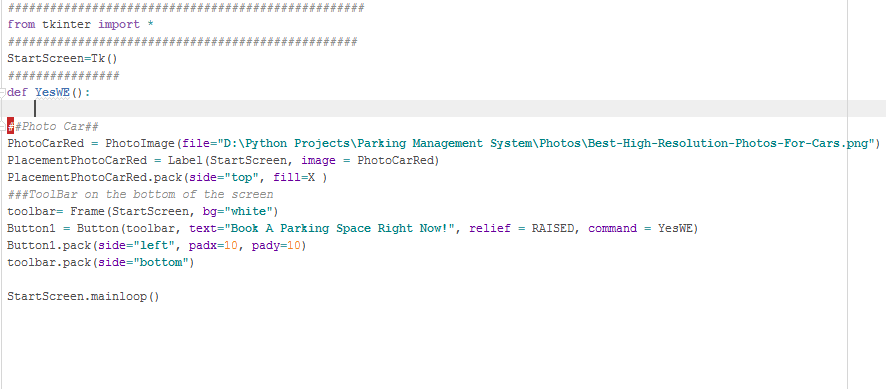 ###################################################
from tkinter import *
##################################################
StartScreen=Tk()
################
def YesWE():
##Photo Car##
PhotoCarRed = PhotoImage(file="D:\Python Projects\Parking Management System\Photos\Best-High-Resolution-Photos-For-Cars.png")
PlacementPhotoCarRed = Label(StartScreen, image = PhotoCarRed)
PlacementPhotoCarRed.pack(side="top", fill=X )
###ToolBar on the bottom of the screen
toolbar= Frame(StartScreen, bg="white")
Button1 = Button(toolbar, text="Book A Parking Space Right Now!", relief = RAISED, command = YesWE)
Button1.pack(side="left", padx=10, pady=10)
toolbar.pack(side="bottom")
StartScreen.mainloop()